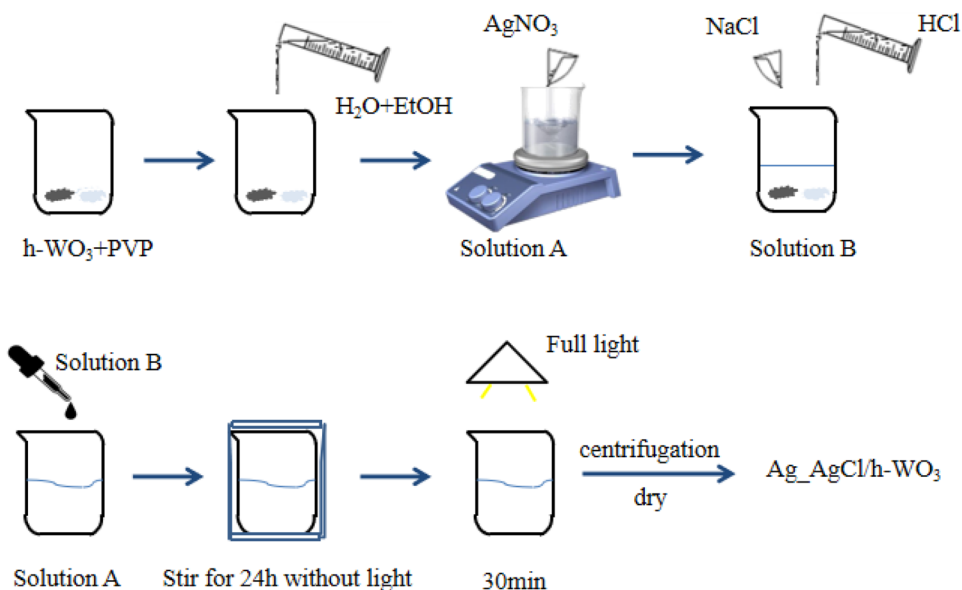 AgNO₃
NaCl
HCl
H₂O+EtOH
h-WO₃+PVP
Solution A
Solution B
Solution B
Full light
centrifugation
dry
Ag_AgCl/h-WO₃
Solution A
Stir for 24h without light
30min